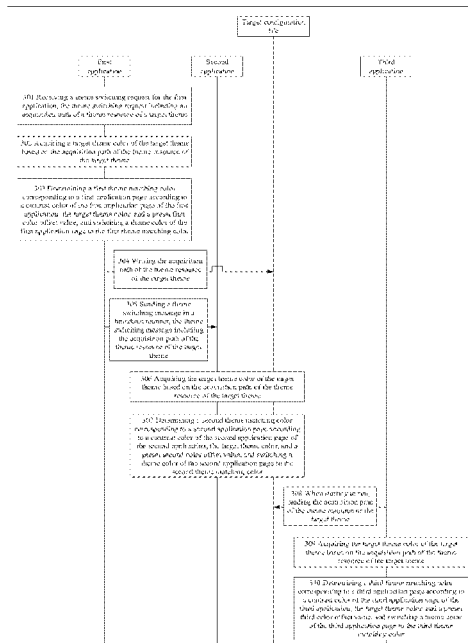 Target configuration
file
First
application
Second
application
Third
application
301 Receiving a theme switching request for the first
application, the theme switching request including an
acquisition path of a theme resource of a target theme
302 Acquiring a target theme color of the target theme
based on the acquisition path of the theme resource of
the target theme
303 Determining a first theme matching color
corresponding to a first application page according to
a contrast color of the first application page of the first
application, the target theme color and a preset first
color offset value, and switching a theme color of the
first application page to the first theme matching color
304 Writing the acquisition
path of the theme resource
of the target theme
305 Sending a theme
switching message in a
broadcast manner, the theme
switching message including
the acquisition path of the
theme resource of the target
theme
306 Acquiring the target theme color of the target
theme based on the acquisition path of the theme
resource of the target theme
307 Determining a second theme matching color
corresponding to a second application page according
to a contrast color of the second application page of
the second application, the target theme color, and a
preset second color offset value, and switching a
theme color of the second application page to the
second theme matching color
308 When starting to run,
reading the acquisition path
of the theme resource of the
target theme
309 Acquiring the target theme color of the target
theme based on the acquisition path of the theme
resource of the target theme
310 Determining a third theme matching color
corresponding to a third application page according to
a contrast color of the third application page of the
third application, the target theme color and a preset
third color offset value, and switching a theme color
of the third application page to the third theme
matching color